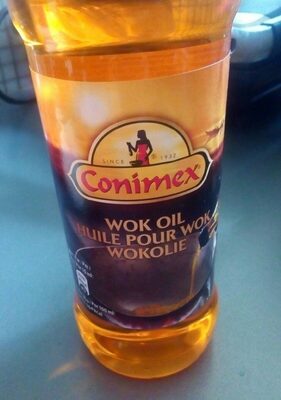 SINCE 1932
Conimex
WOK OIL
HUILE POUR WOK
WOKOLIE